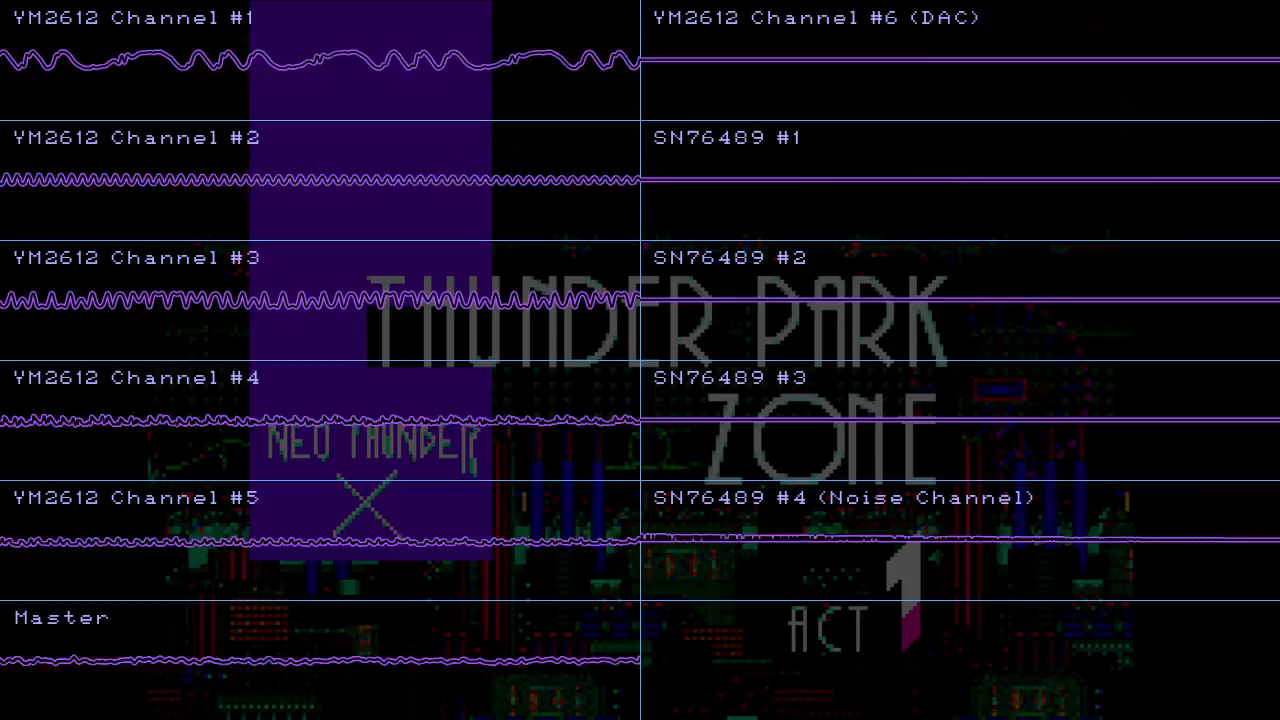 YM2612 Channel #1
YM2612 Channel #6 (DAC)
YM2612 Channel #2
SN76489 #1
YM2612 Channel #3
SN76489 #2
THUNDER PARK
YM2612 Channel #4
SN76489 #3
ZONE
NEO THUNDER
X
YM2612 Channel #5
SN76489 #4 (Noise Channel)
ACT 1
Master